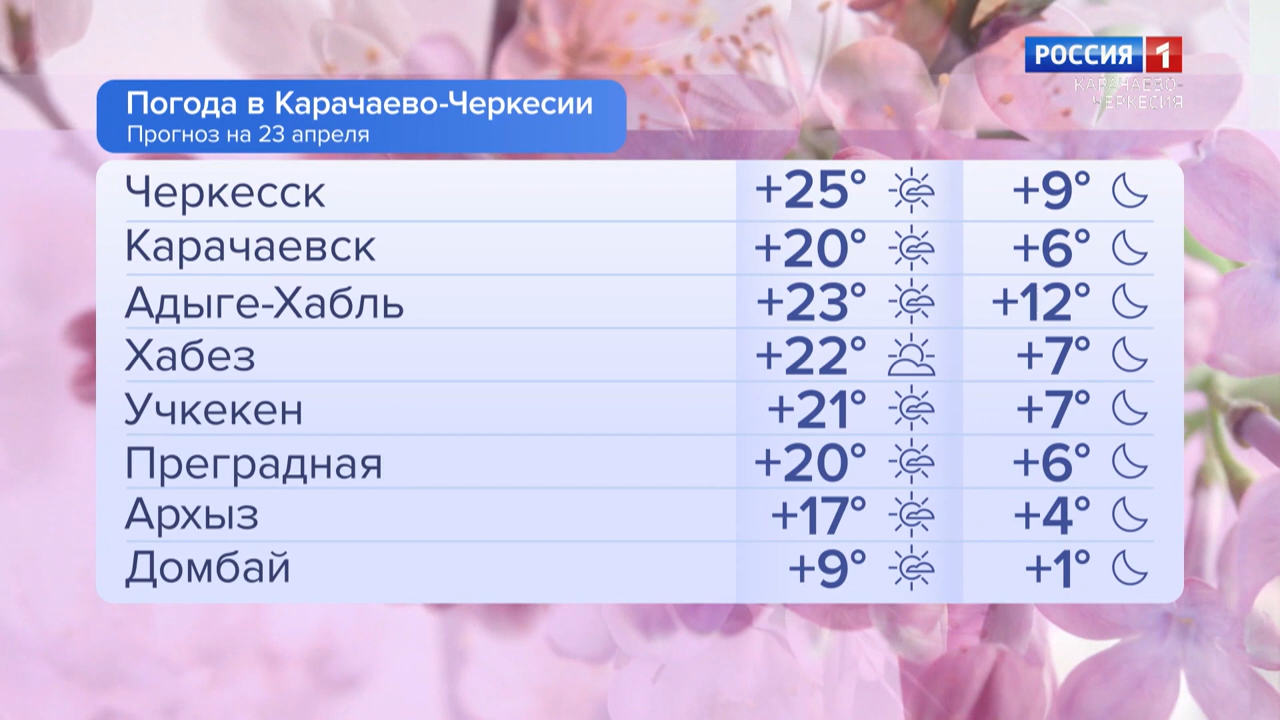 РОССИЯ 1
КАРАЧАЕВО-
ЧЕРКЕСИЯ
Погода в Карачаево-Черкесии
Прогноз на 23 апреля
Черкесск +25° +9°
Карачаевск +20° +6°
Адыге-Хабль +23° +12°
Хабез +22° +7°
Учкекен +21° +7°
Преградная +20° +6°
Архыз +17° +4°
Домбай +9° +1°